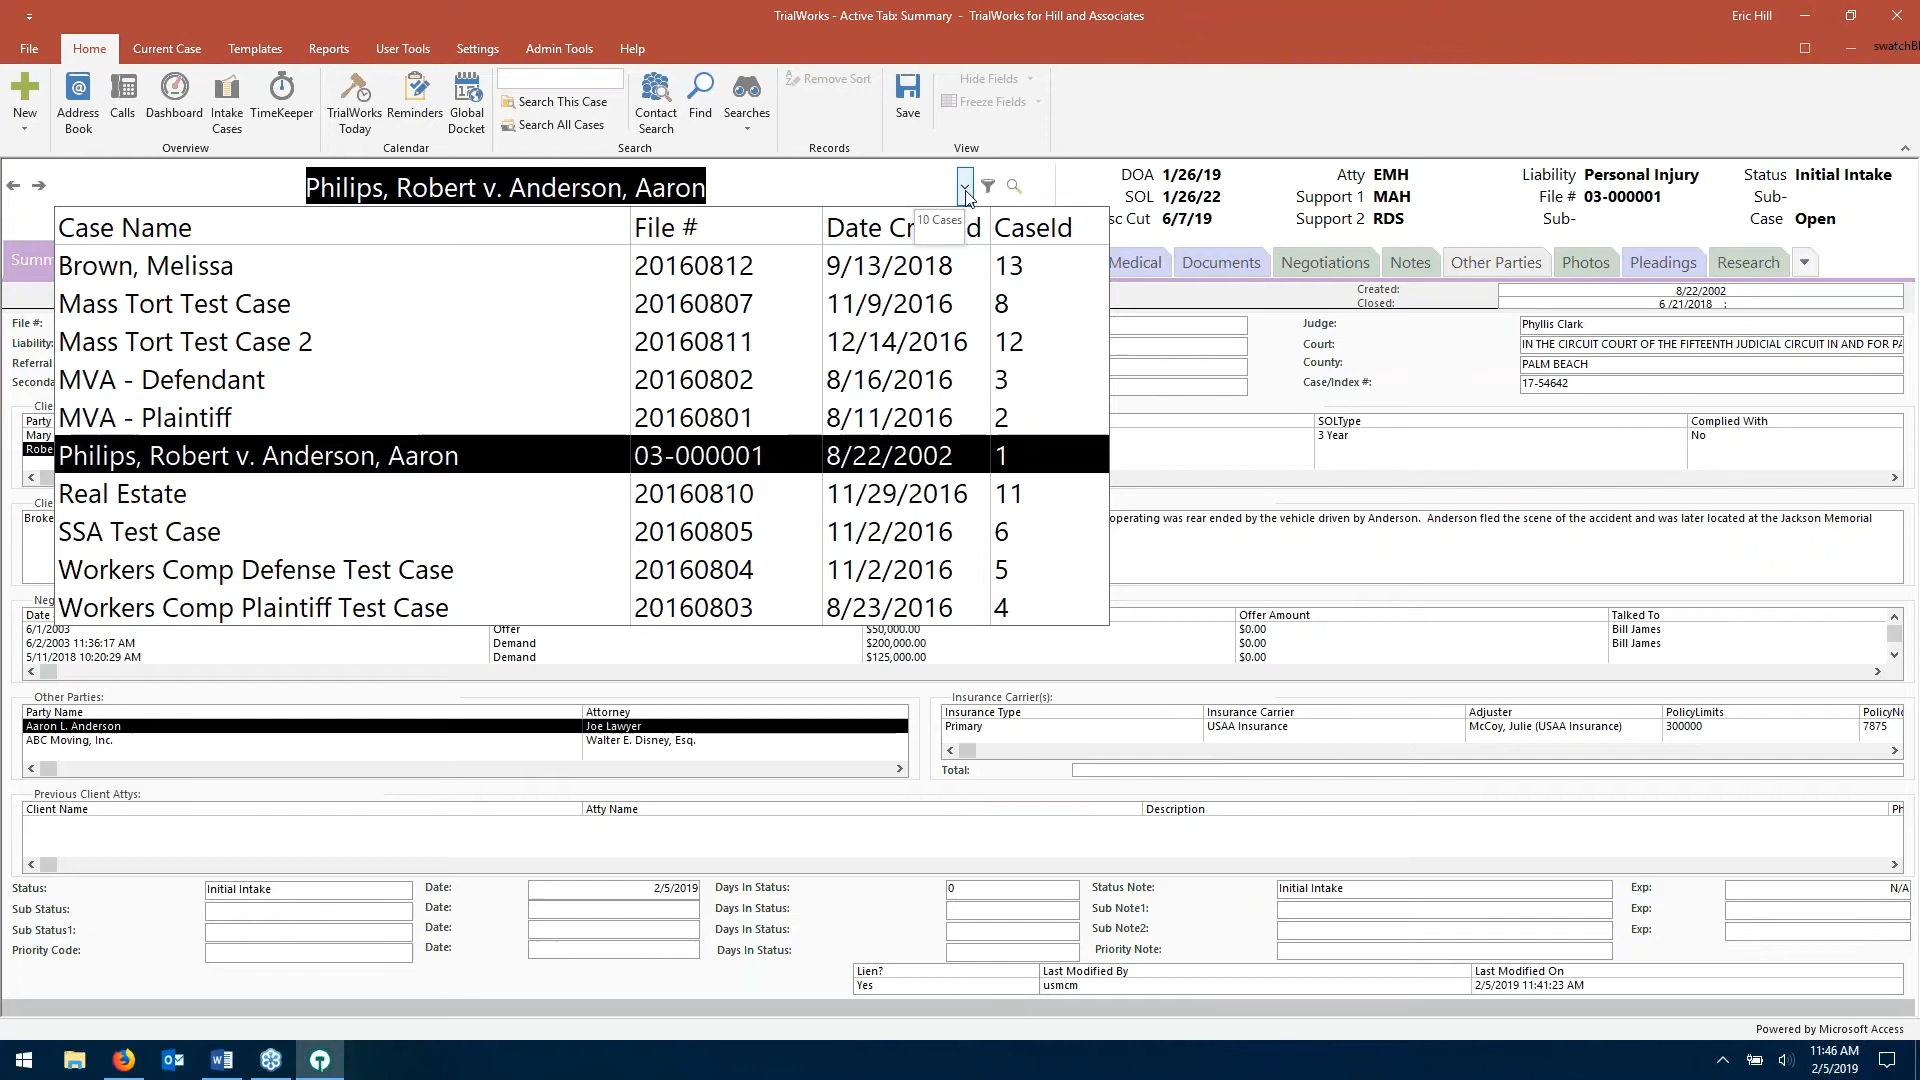 TrialWorks - Active Tab: Summary - TrialWorks for Hill and Associates
Eric Hill
File Home Current Case Templates Reports User Tools Settings Admin Tools Help
New
Address Book
Calls
Dashboard
Intake Cases
TimeKeeper
Overview
TrialWorks Today
Reminders
Global Docket
Calendar
Search This Case
Search All Cases
Contact Search
Find
Searches
Search
Remove Sort
Records
Save
Hide Fields
Freeze Fields
View
Philips, Robert v. Anderson, Aaron
10 Cases
DOA 1/26/19 Atty EMH Liability Personal Injury Status Initial Intake
SOL 1/26/22 Support 1 MAH File # 03-000001 Sub-
sc Cut 6/7/19 Support 2 RDS Sub- Case Open
Summ
Medical Documents Negotiations Notes Other Parties Photos Pleadings Research
Case Name File # CaseId
Brown, Melissa 20160812 9/13/2018 13
Mass Tort Test Case 20160807 11/9/2016 8
Mass Tort Test Case 2 20160811 12/14/2016 12
MVA - Defendant 20160802 8/16/2016 3
MVA - Plaintiff 20160801 8/11/2016 2
Philips, Robert v. Anderson, Aaron 03-000001 8/22/2002 1
Real Estate 20160810 11/29/2016 11
SSA Test Case 20160805 11/2/2016 6
Workers Comp Defense Test Case 20160804 11/2/2016 5
Workers Comp Plaintiff Test Case 20160803 8/23/2016 4
Created: 8/22/2002
Closed: 6 /21/2018 :
File #:
Liability:
Referral
Seconda
Judge: Phyllis Clark
Court: IN THE CIRCUIT COURT OF THE FIFTEENTH JUDICIAL CIRCUIT IN AND FOR PA
County: PALM BEACH
Case/Index #: 17-54642
Clie
Party
Mary
Robe
SOLType Complied With
3 Year No
Clie
Broke
operating was rear ended by the vehicle driven by Anderson. Anderson fled the scene of the accident and was later located at the Jackson Memorial
Neg
Date Offer Amount Talked To
6/1/2003 Offer $50,000.00 $0.00 Bill James
6/2/2003 11:36:17 AM Demand $200,000.00 $0.00 Bill James
5/11/2018 10:20:29 AM Demand $125,000.00 $0.00
Other Parties:
Party Name Attorney
Aaron L. Anderson Joe Lawyer
ABC Moving, Inc. Walter E. Disney, Esq.
Insurance Carrier(s):
Insurance Type Insurance Carrier Adjuster PolicyLimits
Primary USAA Insurance McCoy, Julie (USAA Insurance) 300000 7875
Total:
Previous Client Attys:
Client Name Atty Name Description Ph
Status: Initial Intake Date: 2/5/2019 Days In Status: 0 Status Note: Initial Intake Exp: N/A
Sub Status: Date: Days In Status: Sub Note1: Exp:
Sub Status1: Date: Days In Status: Sub Note2: Exp:
Priority Code: Date: Days In Status: Priority Note:
Lien? Last Modified By Last Modified On
Yes usmcm 2/5/2019 11:41:23 AM
Powered by Microsoft Access
11:46 AM
2/5/2019